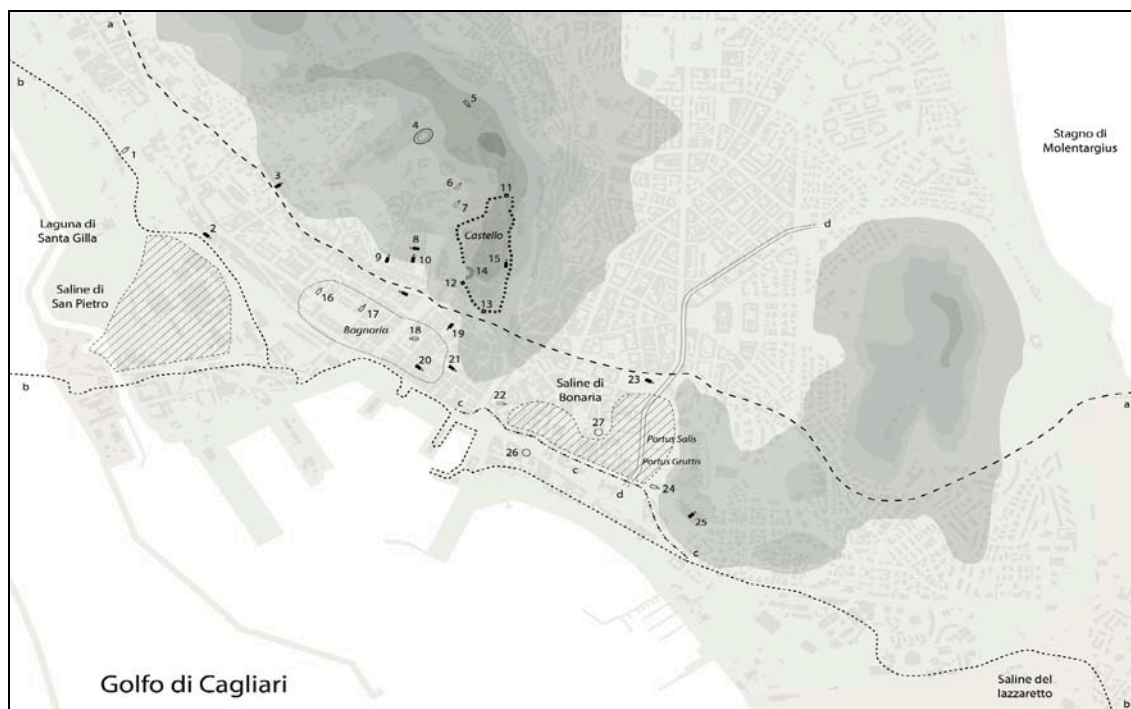 a
b
5
4
1
Stagno di
Molentargius
3
6
7
11
Laguna di
Santa Gilla
2
8
Castello
d
9
10
15
14
12
Saline di
San Pietro
16
17
13
Bagnaria
18
19
20
21
b
Saline di
Bonaria
23
a
c
22
27
Portus Salis
26
c
Portus Gruttis
d
24
25
c
Golfo di Cagliari
Saline del
lazzaretto
b